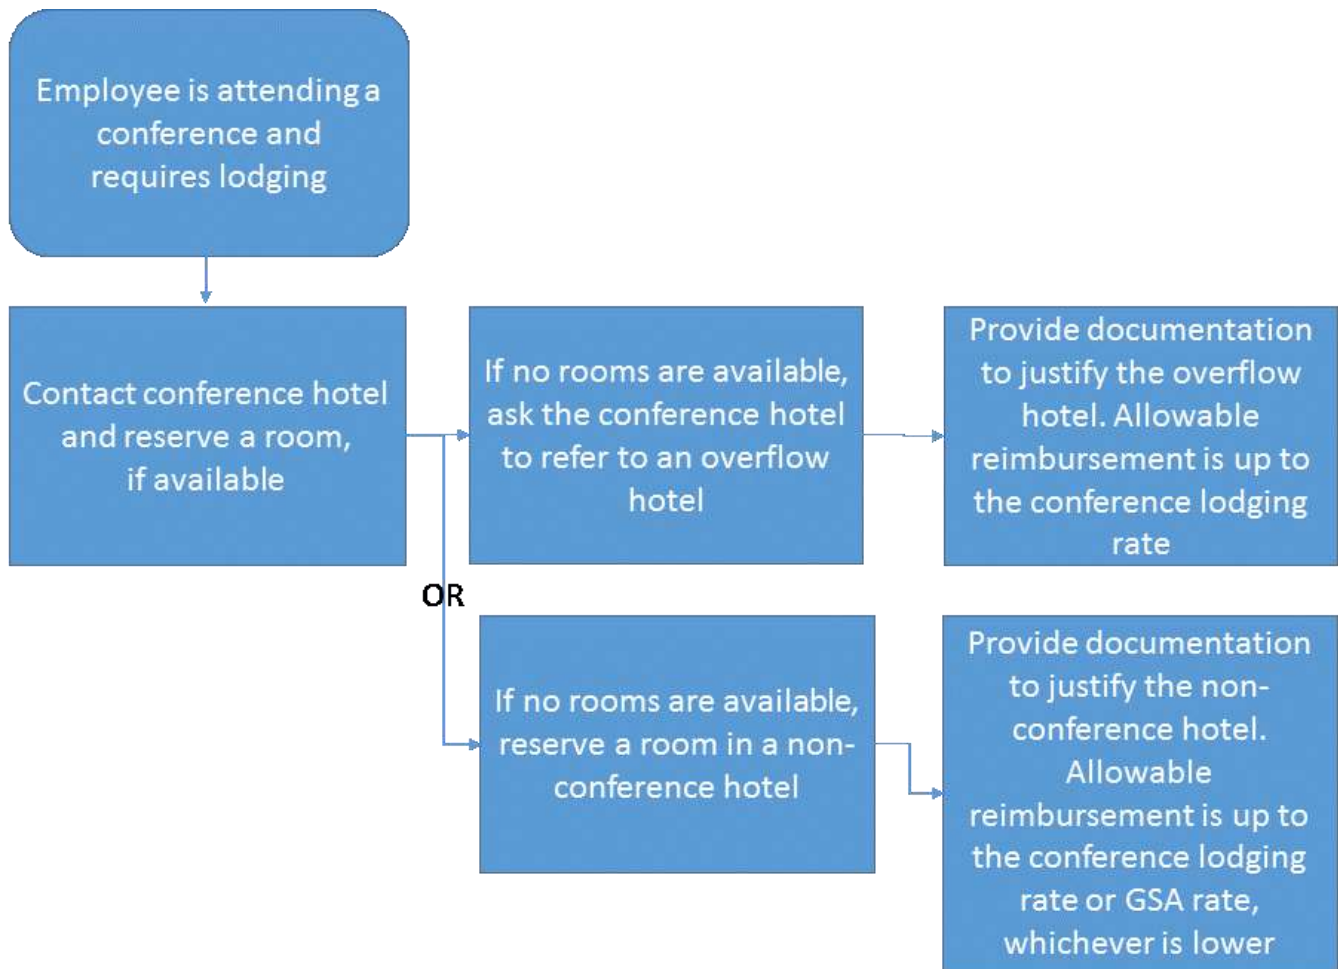 Employee is attending a
conference and
requires lodging
Contact conference hotel
and reserve a room,
if available
If no rooms are available,
ask the conference hotel
to refer to an overflow
hotel
Provide documentation
to justify the overflow
hotel. Allowable
reimbursement is up to
the conference lodging
rate
OR
If no rooms are available,
reserve a room in a non-
conference hotel
Provide documentation
to justify the non-
conference hotel.
Allowable
reimbursement is up to
the conference lodging
rate or GSA rate,
whichever is lower